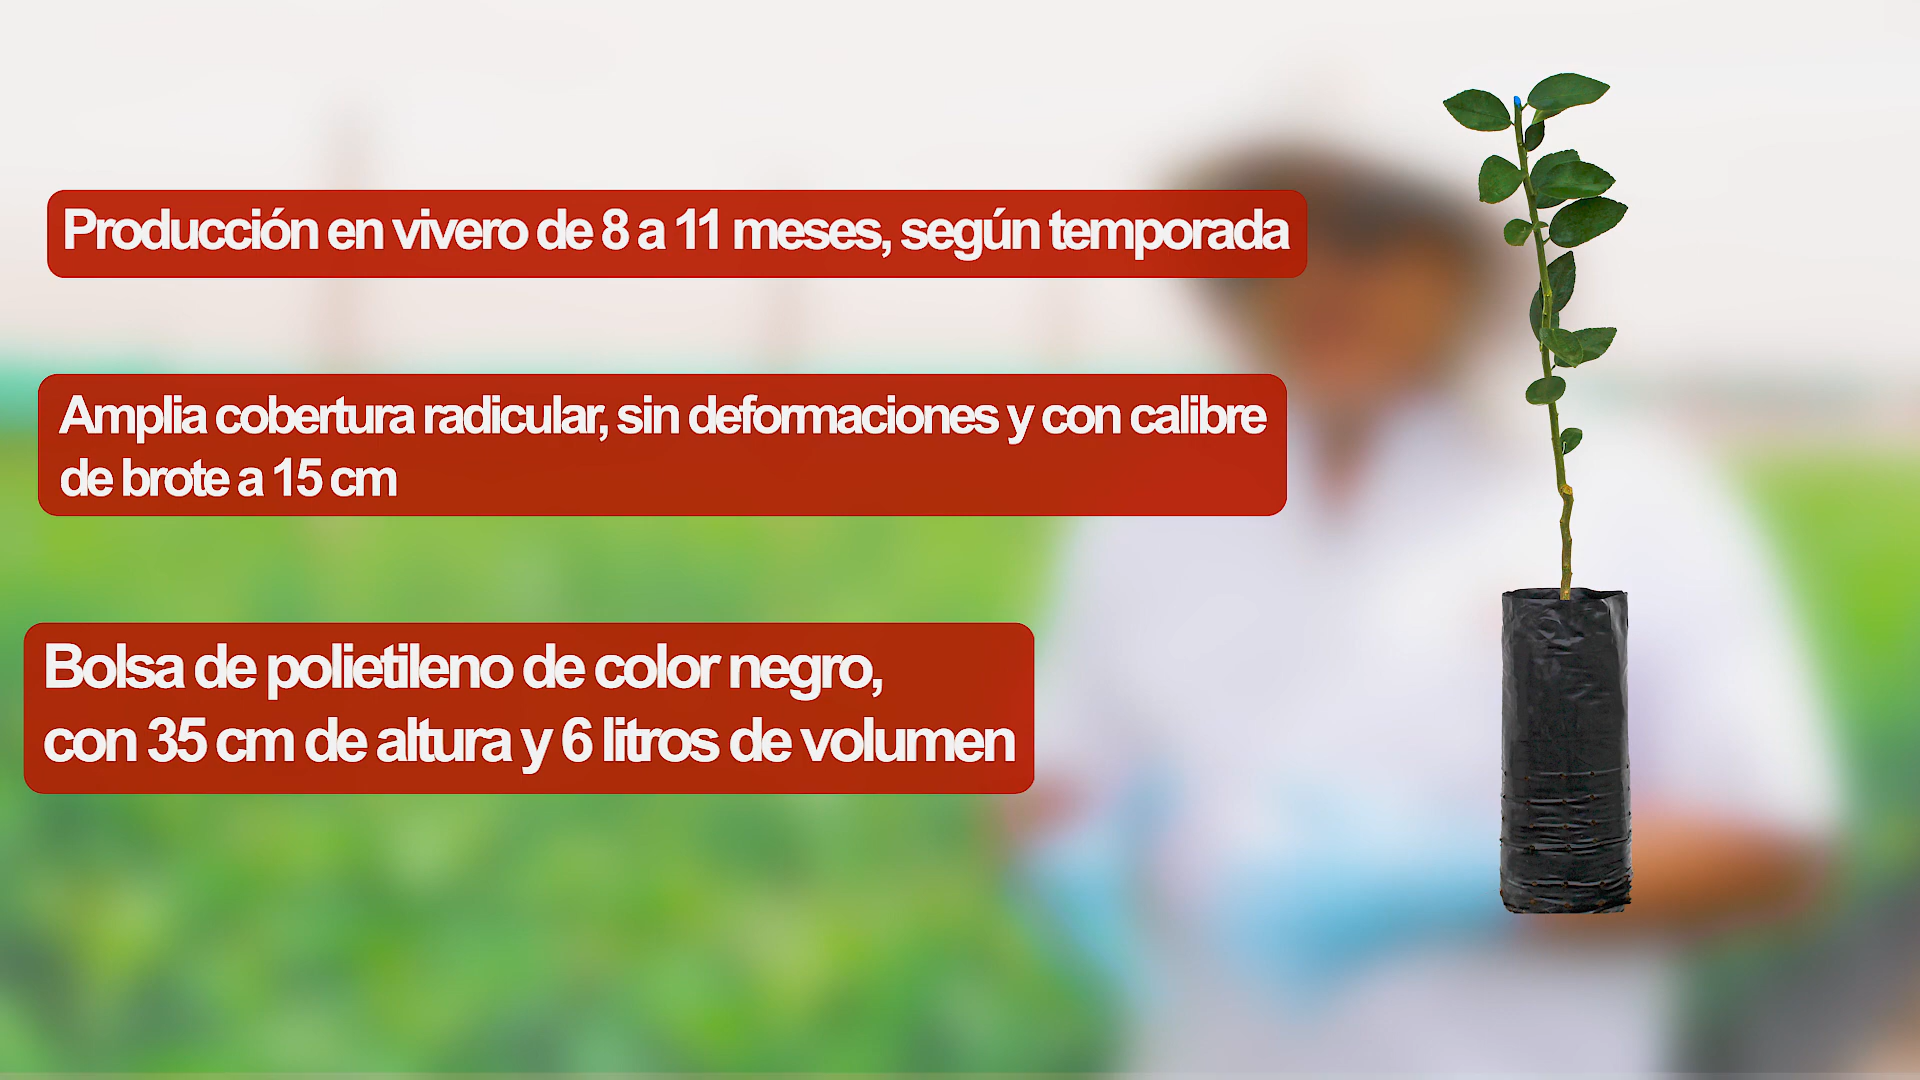 Producción en vivero de 8 a 11 meses, según temporada
Amplia cobertura radicular, sin deformaciones y con calibre
de brote a 15 cm
Bolsa de polietileno de color negro,
con 35 cm de altura y 6 litros de volumen